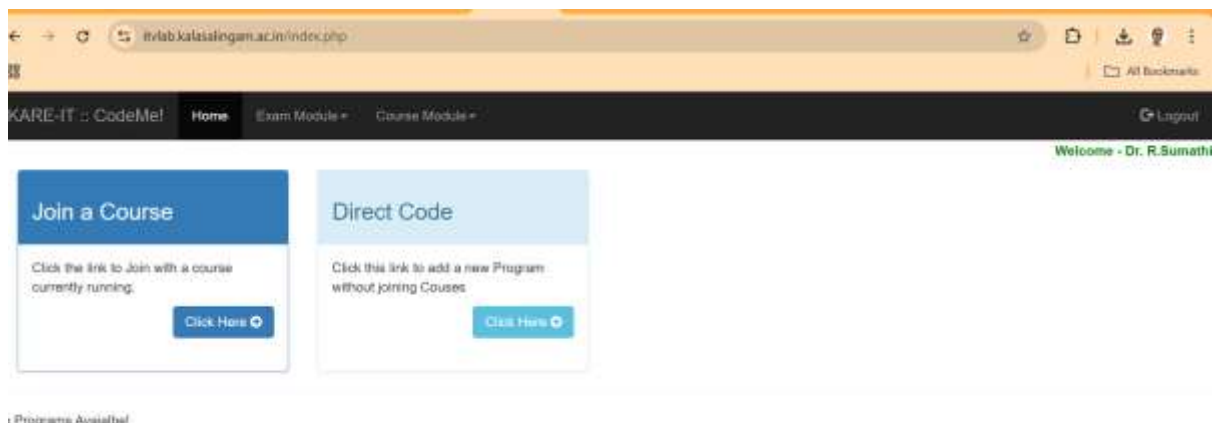 itvlab.kalasalingam.ac.in/index.php
All Bookmarks
KARE-IT :: CodeMe! Home Exam Module Course Module Logout
Welcome - Dr. R.Sumathi
Join a Course
Click the link to Join with a course
currently running.
Click Here
Direct Code
Click this link to add a new Program
without joining Couses
Click Here
Programs Avaialbe!